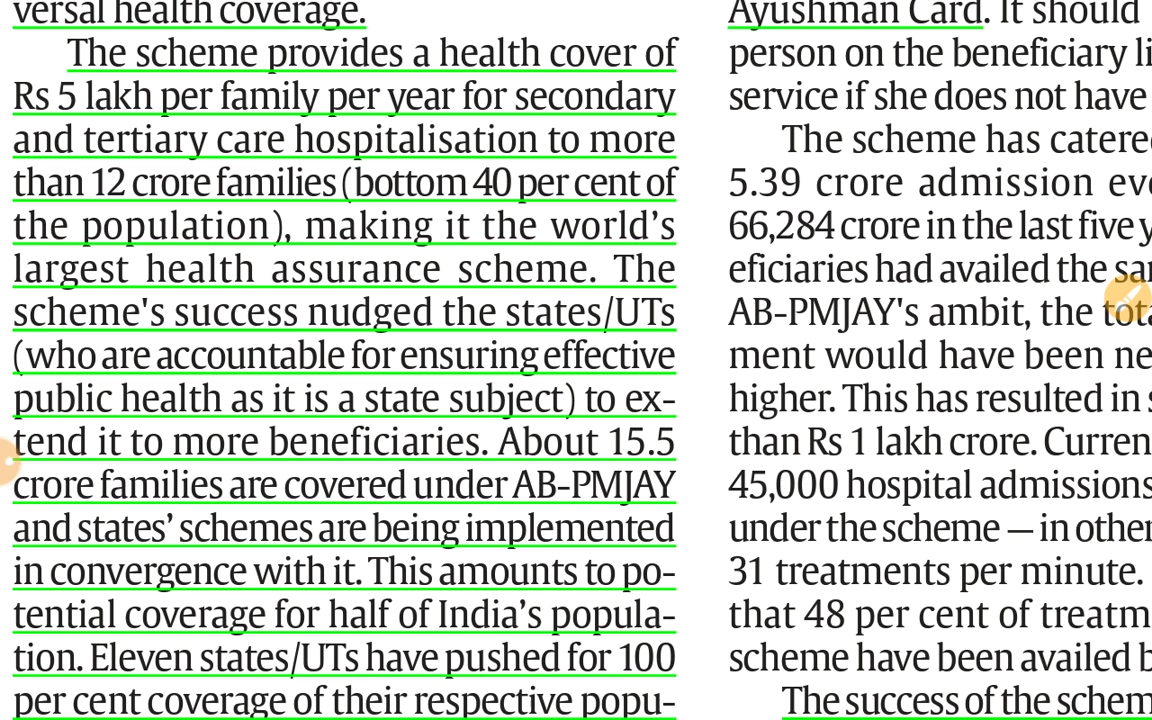 versal health coverage.
The scheme provides a health cover of
Rs 5 lakh per family per year for secondary
and tertiary care hospitalisation to more
than 12 crore families (bottom 40 per cent of
the population), making it the world’s
largest health assurance scheme. The
scheme's success nudged the states/UTs
(who are accountable for ensuring effective
public health as it is a state subject) to ex-
tend it to more beneficiaries. About 15.5
crore families are covered under AB-PMJAY
and states’ schemes are being implemented
in convergence with it. This amounts to po-
tential coverage for half of India’s popula-
tion. Eleven states/UTs have pushed for 100
per cent coverage of their respective popu-
Ayushman Card. It should
person on the beneficiary li
service if she does not have
The scheme has catered
5.39 crore admission eve
66,284 crore in the last five y
eficiaries had availed the sam
AB-PMJAY's ambit, the tota
ment would have been ne
higher. This has resulted in s
than Rs 1 lakh crore. Curren
45,000 hospital admissions
under the scheme — in other
31 treatments per minute.
that 48 per cent of treatm
scheme have been availed b
The success of the schem